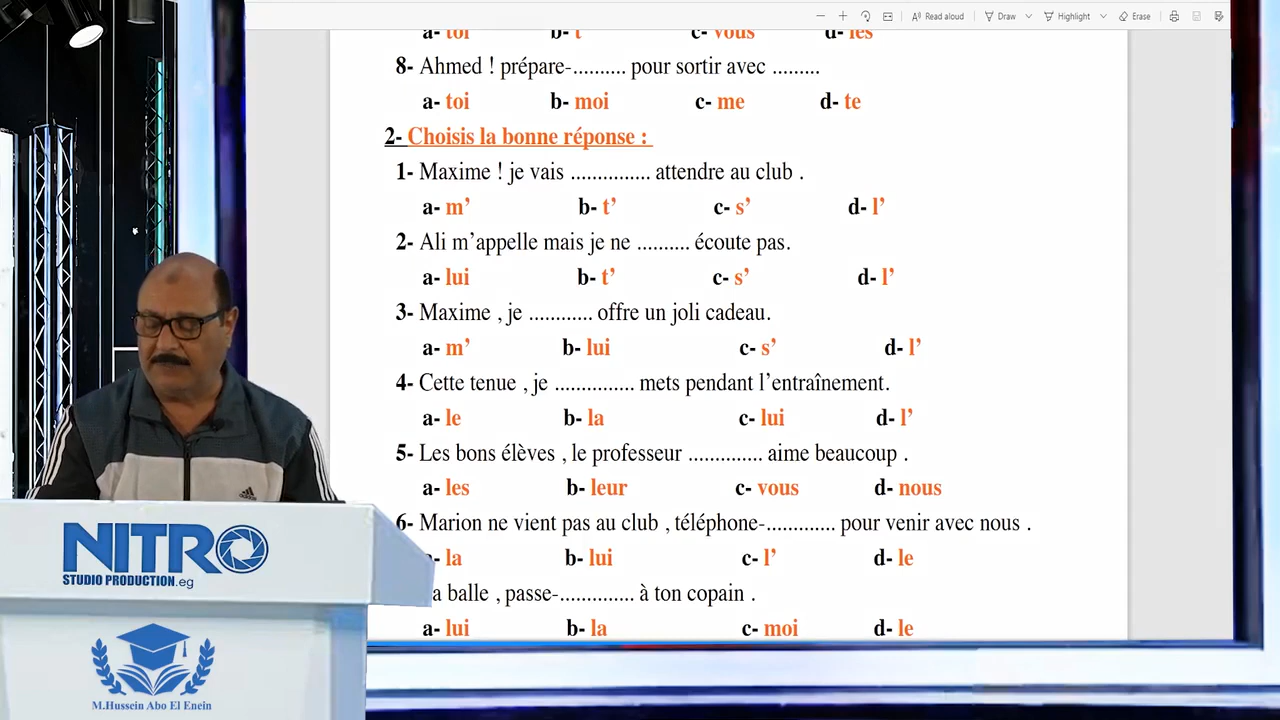 Read aloud Draw Highlight Erase
a- toi b- t' c- vous d- les
8- Ahmed ! prépare-.......... pour sortir avec .........
a- toi b- moi c- me d- te
2- Choisis la bonne réponse :
1- Maxime ! je vais ............... attendre au club .
a- m' b- t' c- s' d- l'
2- Ali m'appelle mais je ne .......... écoute pas.
a- lui b- t' c- s' d- l'
3- Maxime , je ............ offre un joli cadeau.
a- m' b- lui c- s' d- l'
4- Cette tenue , je ............... mets pendant l'entraînement.
a- le b- la c- lui d- l'
5- Les bons élèves , le professeur .............. aime beaucoup .
a- les b- leur c- vous d- nous
6- Marion ne vient pas au club , téléphone-............. pour venir avec nous .
a- la b- lui c- l' d- le
a balle , passe-.............. à ton copain .
a- lui b- la c- moi d- le
NITRO
STUDIO PRODUCTION.eg
M.Hussein Abo El Enein